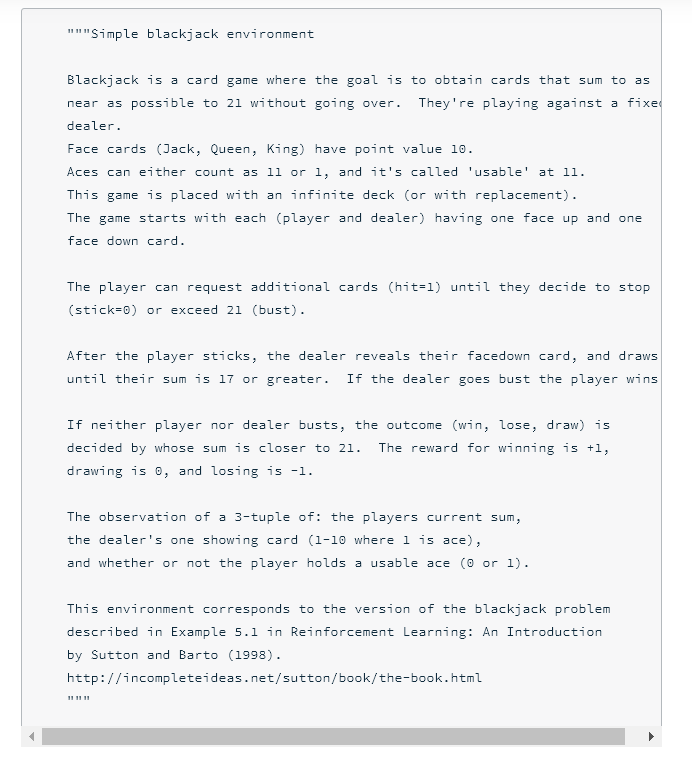 """Simple blackjack environment
Blackjack is a card game where the goal is to obtain cards that sum to as
near as possible to 21 without going over.  They're playing against a fixe
dealer.
Face cards (Jack, Queen, King) have point value 10.
Aces can either count as 11 or 1, and it's called 'usable' at 11.
This game is placed with an infinite deck (or with replacement).
The game starts with each (player and dealer) having one face up and one
face down card.
The player can request additional cards (hit=1) until they decide to stop
(stick=0) or exceed 21 (bust).
After the player sticks, the dealer reveals their facedown card, and draws
until their sum is 17 or greater.  If the dealer goes bust the player wins
If neither player nor dealer busts, the outcome (win, lose, draw) is
decided by whose sum is closer to 21.  The reward for winning is +1,
drawing is 0, and losing is -1.
The observation of a 3-tuple of: the players current sum,
the dealer's one showing card (1-10 where 1 is ace),
and whether or not the player holds a usable ace (0 or 1).
This environment corresponds to the version of the blackjack problem
described in Example 5.1 in Reinforcement Learning: An Introduction
by Sutton and Barto (1998).
http://incompleteideas.net/sutton/book/the-book.html
"""